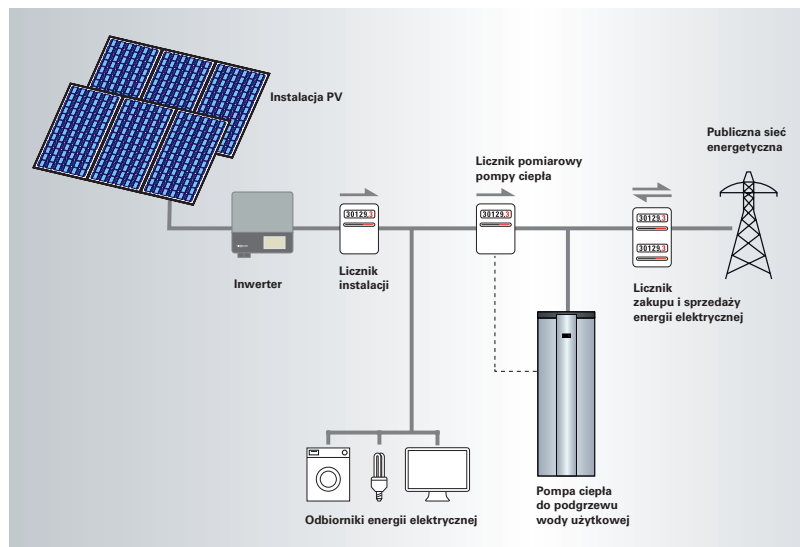 Instalacja PV
Publiczna sieć
energetyczna
Licznik pomiarowy
pompy ciepła
30129,3
30129,3
30129,3
30129,3
Inwerter
Licznik
instalacji
Licznik
zakupu i sprzedaży
energii elektrycznej
Pompa ciepła
do podgrzewu
wody użytkowej
Odbiorniki energii elektrycznej